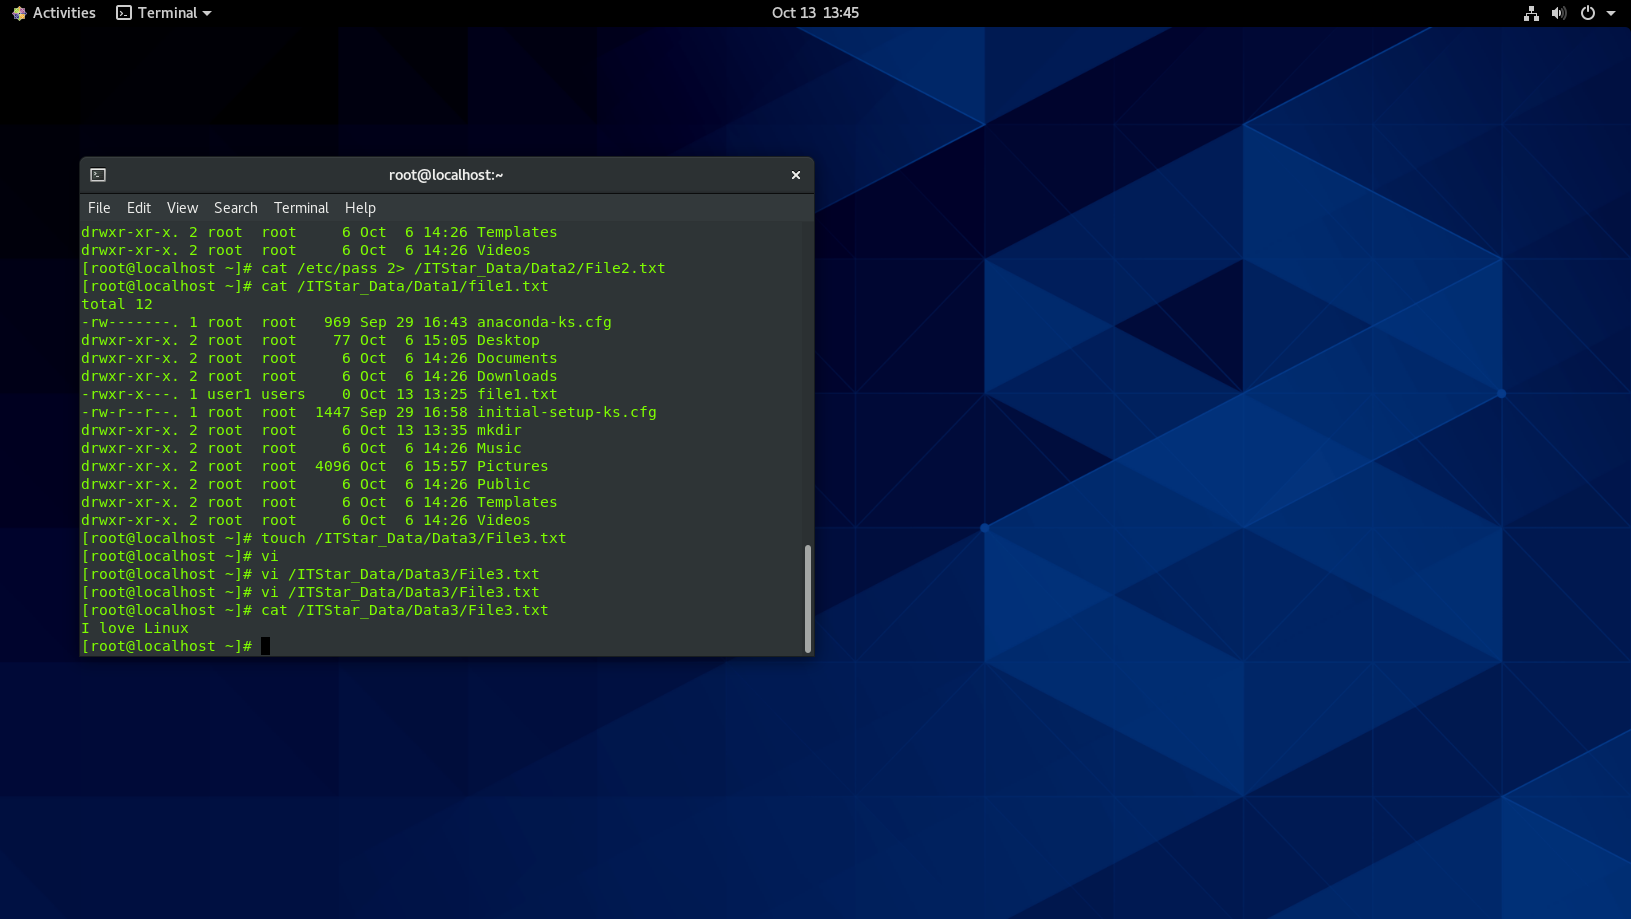 Activities Terminal Oct 13 13:45
root@localhost:~
File Edit View Search Terminal Help
drwxr-xr-x. 2 root  root     6 Oct  6 14:26 Templates
drwxr-xr-x. 2 root  root     6 Oct  6 14:26 Videos
[root@localhost ~]# cat /etc/pass 2> /ITStar_Data/Data2/File2.txt
[root@localhost ~]# cat /ITStar_Data/Data1/file1.txt
total 12
-rw-------. 1 root  root   969 Sep 29 16:43 anaconda-ks.cfg
drwxr-xr-x. 2 root  root    77 Oct  6 15:05 Desktop
drwxr-xr-x. 2 root  root     6 Oct  6 14:26 Documents
drwxr-xr-x. 2 root  root     6 Oct  6 14:26 Downloads
-rwxr-x---. 1 user1 users    0 Oct 13 13:25 file1.txt
-rw-r--r--. 1 root  root  1447 Sep 29 16:58 initial-setup-ks.cfg
drwxr-xr-x. 2 root  root     6 Oct 13 13:35 mkdir
drwxr-xr-x. 2 root  root     6 Oct  6 14:26 Music
drwxr-xr-x. 2 root  root  4096 Oct  6 15:57 Pictures
drwxr-xr-x. 2 root  root     6 Oct  6 14:26 Public
drwxr-xr-x. 2 root  root     6 Oct  6 14:26 Templates
drwxr-xr-x. 2 root  root     6 Oct  6 14:26 Videos
[root@localhost ~]# touch /ITStar_Data/Data3/File3.txt
[root@localhost ~]# vi
[root@localhost ~]# vi /ITStar_Data/Data3/File3.txt
[root@localhost ~]# vi /ITStar_Data/Data3/File3.txt
[root@localhost ~]# cat /ITStar_Data/Data3/File3.txt
I love Linux
[root@localhost ~]#